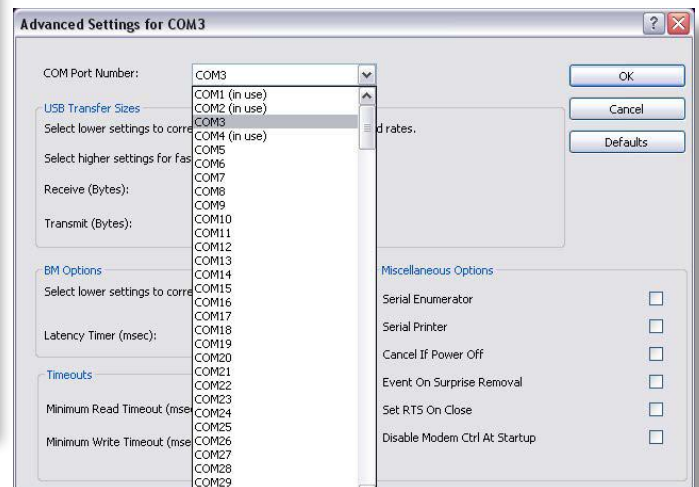 Advanced Settings for COM3
COM Port Number:
COM3
OK
Cancel
Defaults
COM1 (in use)
COM2 (in use)
COM3
COM4 (in use)
COM5
COM6
COM7
COM8
COM9
COM10
COM11
COM12
COM13
COM14
COM15
COM16
COM17
COM18
COM19
COM20
COM21
COM22
COM23
COM24
COM25
COM26
COM27
COM28
COM29
USB Transfer Sizes
Select lower settings to corre d rates.
Select higher settings for fas
Receive (Bytes):
Transmit (Bytes):
BM Options
Select lower settings to corre
Latency Timer (msec):
Timeouts
Minimum Read Timeout (mse
Minimum Write Timeout (mse
Miscellaneous Options
Serial Enumerator
Serial Printer
Cancel If Power Off
Event On Surprise Removal
Set RTS On Close
Disable Modem Ctrl At Startup